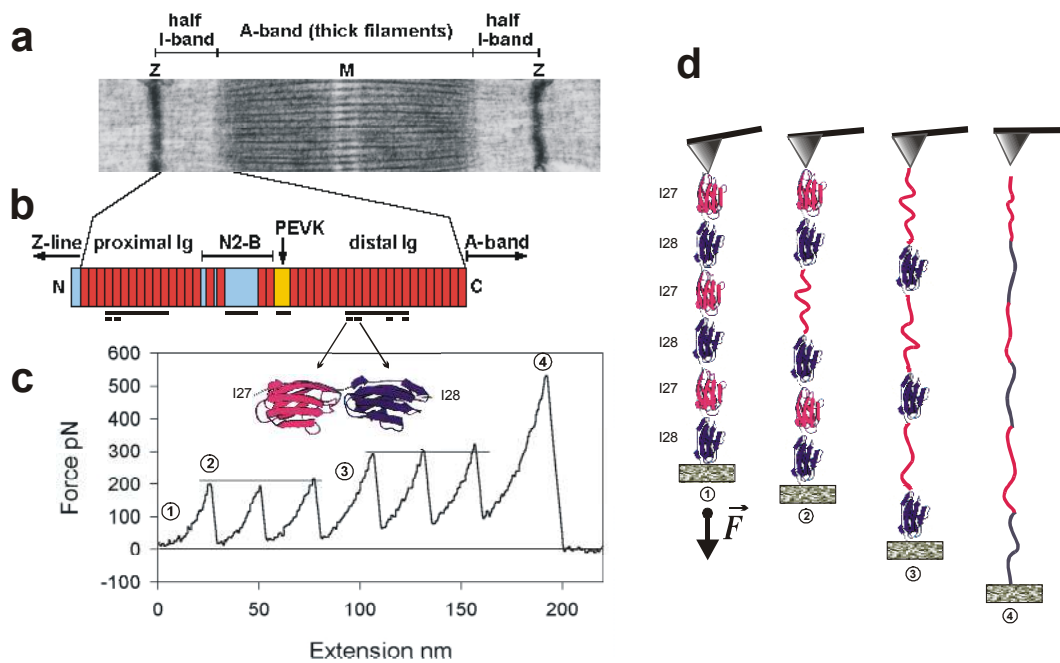 a
half
I-band
A-band (thick filaments)
half
I-band
Z
M
Z
b
Z-line
proximal Ig
N2-B
PEVK
distal Ig
A-band
N
C
c
Force pN
600
500
400
300
200
100
0
-100
0
50
100
150
200
Extension nm
1
2
3
4
I27
I28
d
I27
I28
I27
I28
I27
I28
1
F
2
3
4